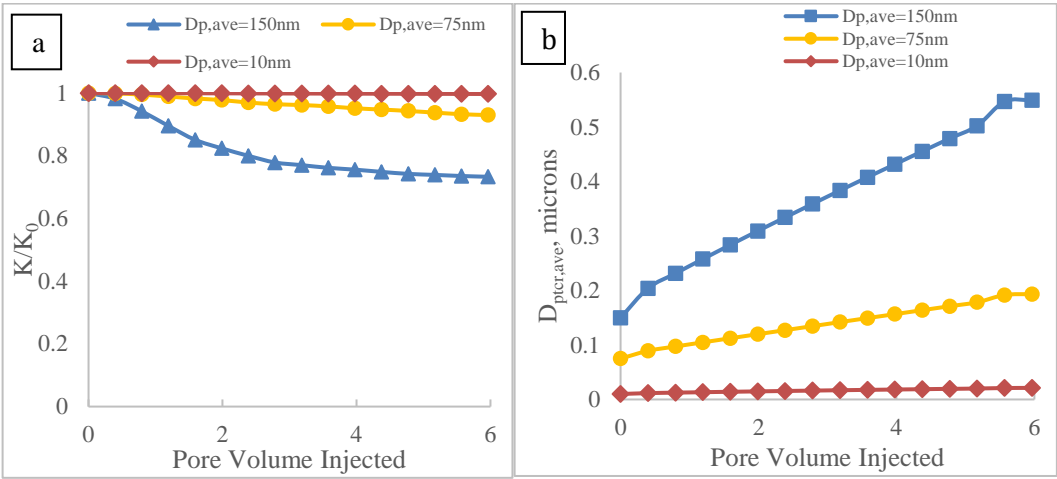 a
Dp,ave=150nm
Dp,ave=75nm
Dp,ave=10nm
1
0.8
0.6
0.4
0.2
0
K/K0
0 2 4 6
Pore Volume Injected
b
Dp,ave=150nm
Dp,ave=75nm
Dp,ave=10nm
0.6
0.5
0.4
0.3
0.2
0.1
0
Dptcr,ave, microns
0 2 4 6
Pore Volume Injected